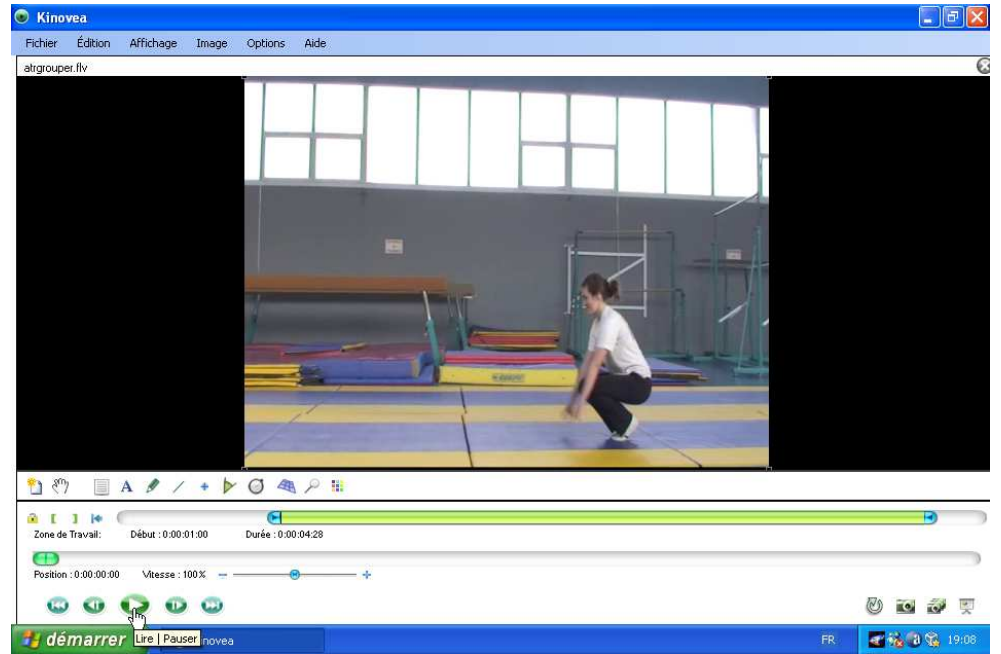 Kinovea
Fichier Édition Affichage Image Options Aide
atrgrouper.flv
A
Zone de Travail: Début : 0:00:01:00 Durée : 0:00:04:28
Position : 0:00:00:00 Vitesse : 100%
démarrer Lire | Pauser novea FR 19:08